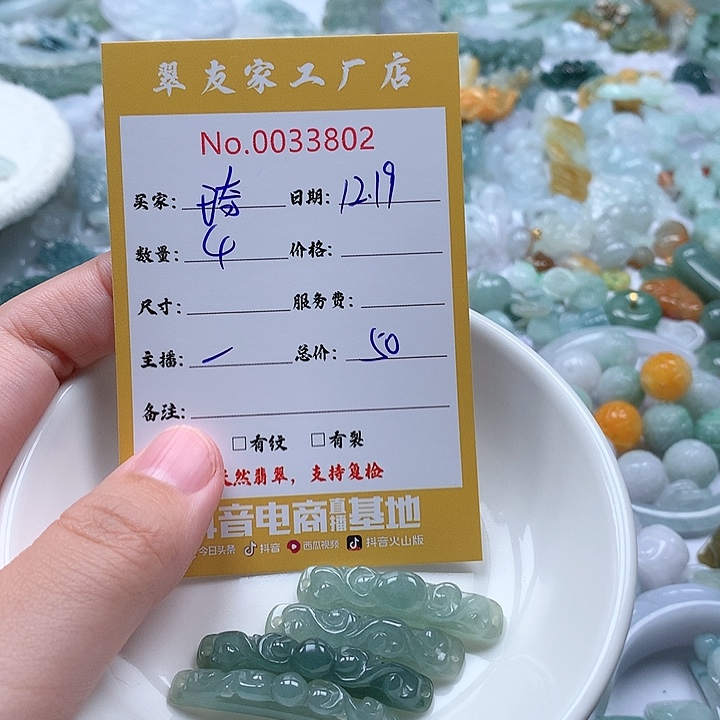 翠友家工厂店
No.0033802
买家: 日期: 12.19
数量: 4 价格:
尺寸: 服务费:
主播: 一 总价: 50
备注:
□有纹 □有裂
天然翡翠，支持复检
抖音电商直播基地
今日头条 抖音 西瓜视频 抖音火山版